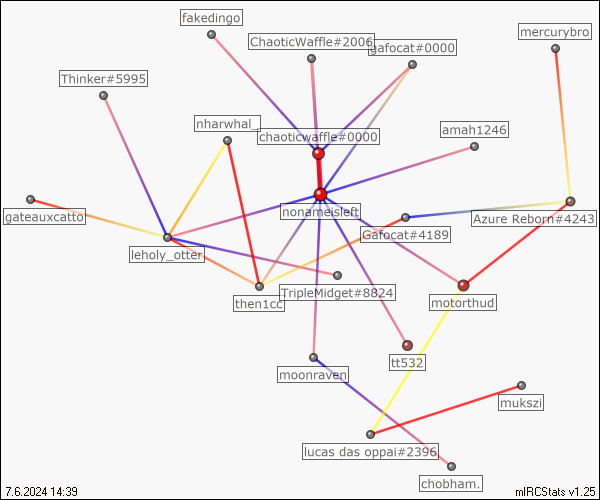 fakedingo
mercurybro
ChaoticWaffle#2006
gafocat#0000
Thinker#5995
nharwhal_
amah1246
chaoticwaffle#0000
nonameisleft
gateauxcatto
Azure Reborn#4243
Gafocat#4189
leholy_otter
TripleMidget#8824
then1cc
motorthud
tt532
moonraven
mukszi
lucas das oppai#2396
chobham.
7.6.2024 14:39
mIRCStats v1.25